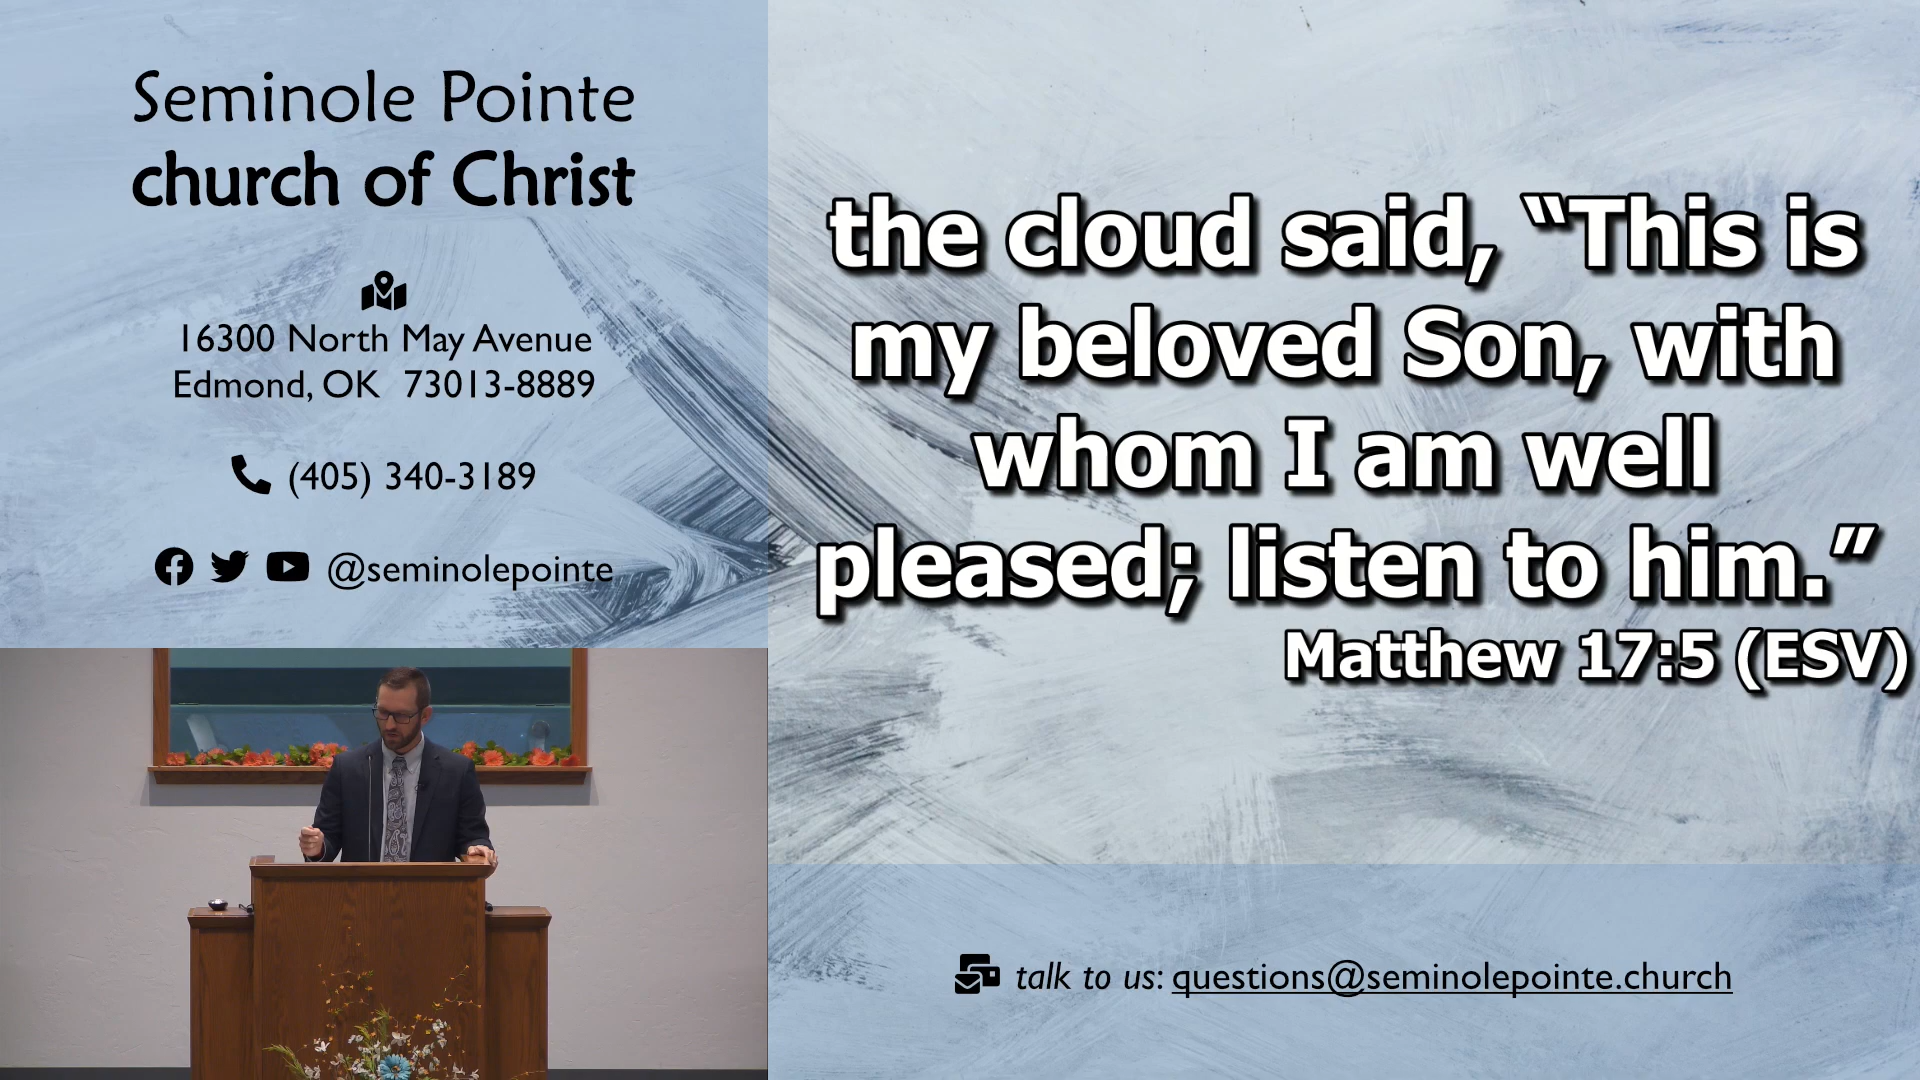 Seminole Pointe
church of Christ
16300 North May Avenue
Edmond, OK 73013-8889
(405) 340-3189
@seminolepointe
the cloud said, “This is
my beloved Son, with
whom I am well
pleased; listen to him.”
Matthew 17:5 (ESV)
talk to us: questions@seminolepointe.church